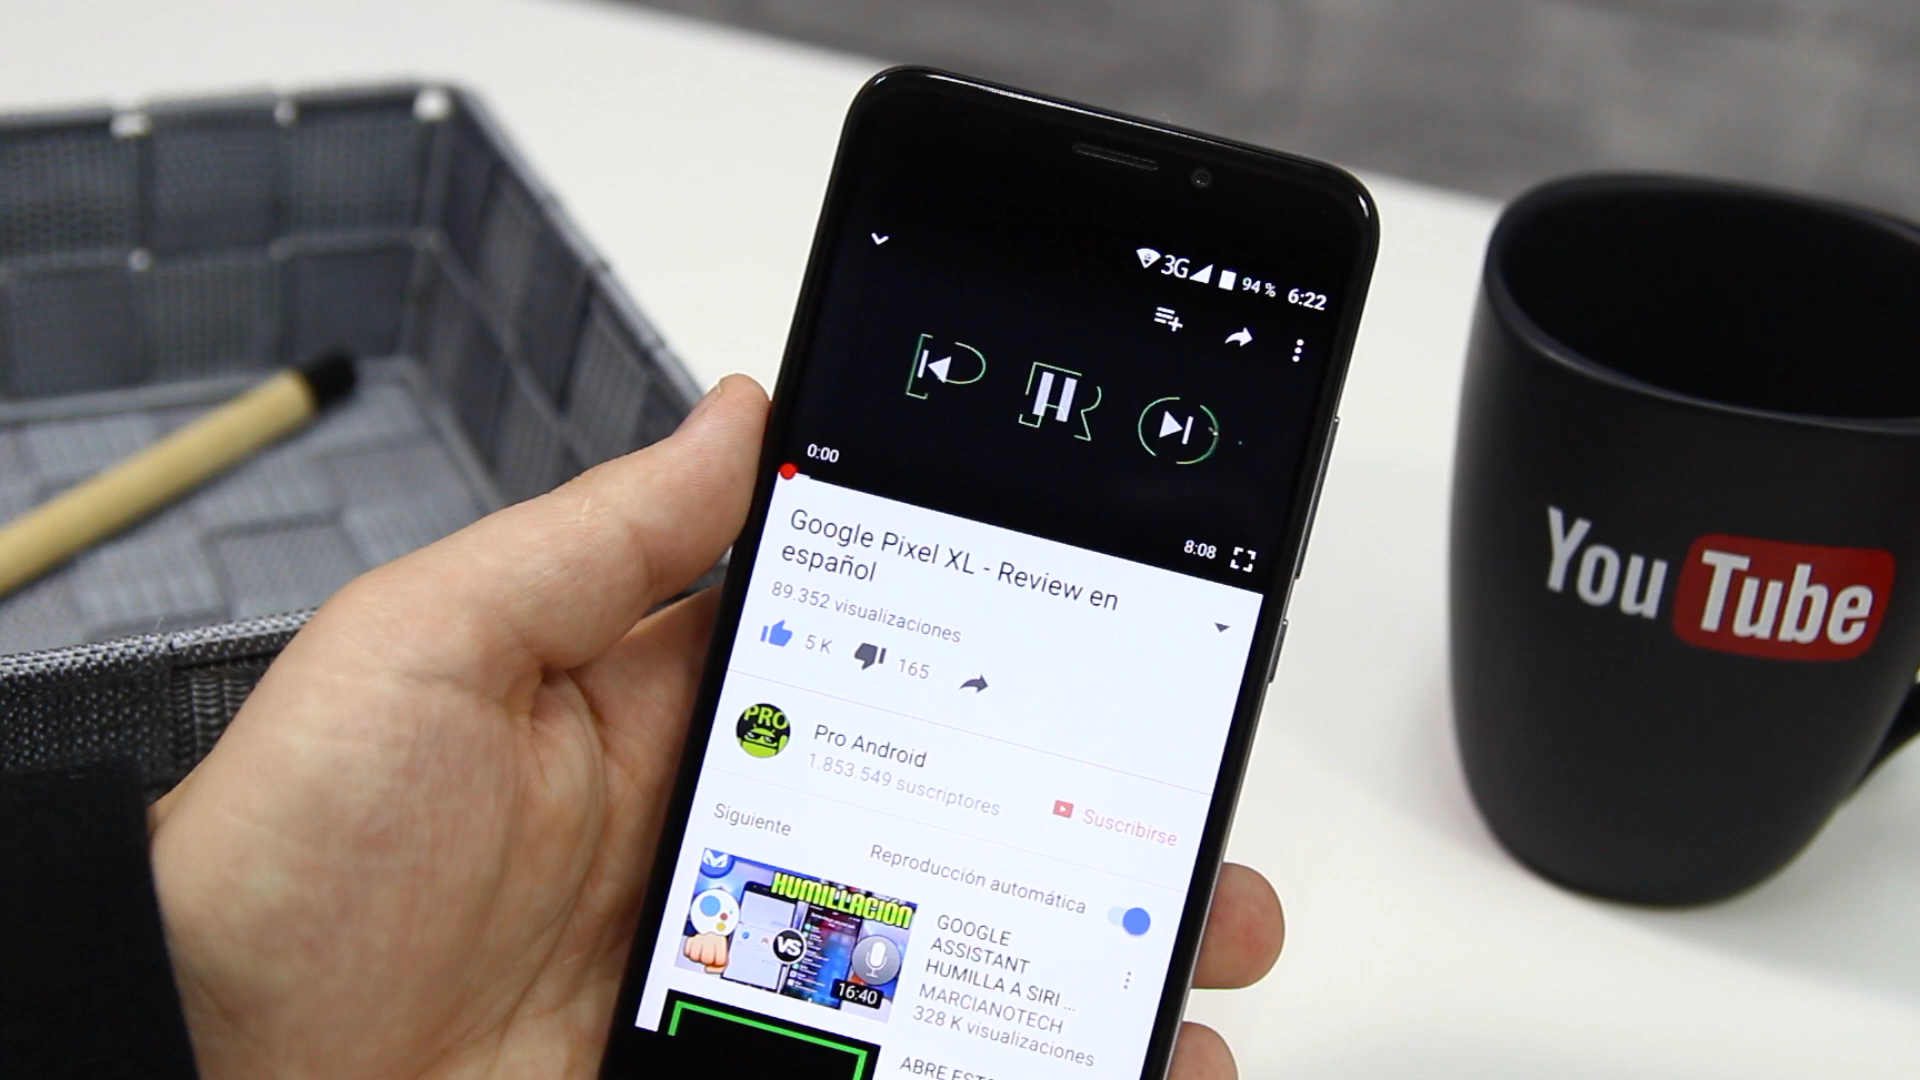 3G 94% 6:22
PRO
0:00
8:08
Google Pixel XL - Review en
español
89.352 visualizaciones
5 K 165
PRO
Pro Android
1.853.549 suscriptores
Suscribirse
Siguiente
Reproducción automática
HUMILLACIÓN
VS
16:40
GOOGLE
ASSISTANT
HUMILLA A SIRI ...
MARCIANOTECH
328 K visualizaciones
You Tube